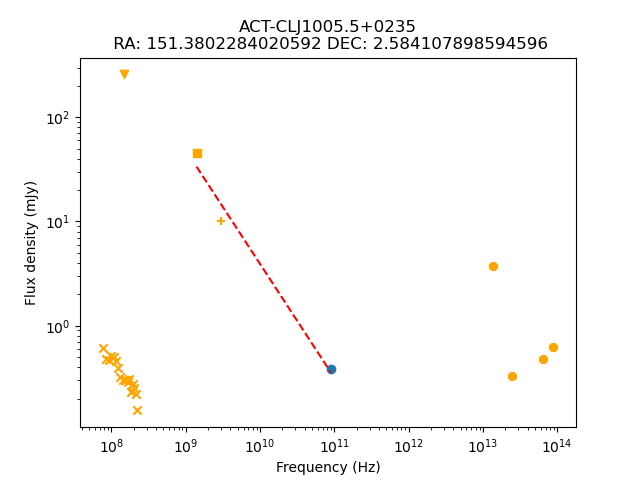 ACT-CLJ1005.5+0235
RA: 151.3802284020592 DEC: 2.584107898594596
Flux density (mJy)
10²
10¹
10⁰
10⁸ 10⁹ 10¹⁰ 10¹¹ 10¹² 10¹³ 10¹⁴
Frequency (Hz)